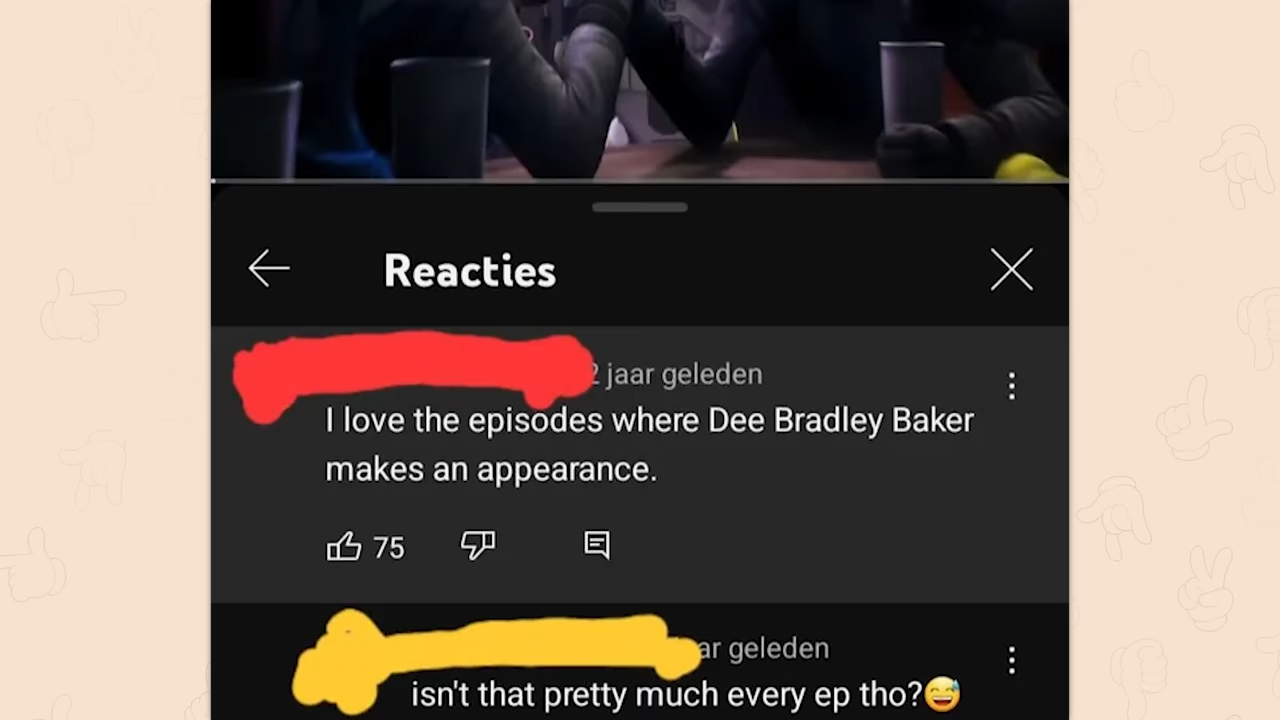 Reacties
2 jaar geleden
I love the episodes where Dee Bradley Baker
makes an appearance.
75
geleden
isn't that pretty much every ep tho?😅